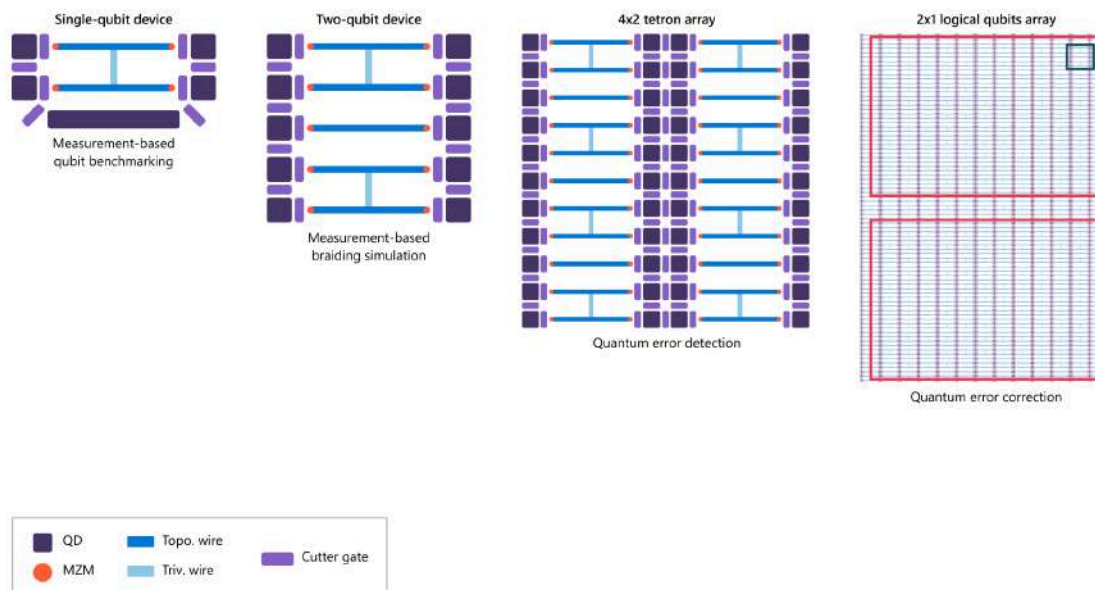 Single-qubit device
Measurement-based
qubit benchmarking
Two-qubit device
Measurement-based
braiding simulation
4x2 tetron array
Quantum error detection
2x1 logical qubits array
Quantum error correction
QD
Topo. wire
Cutter gate
MZM
Triv. wire